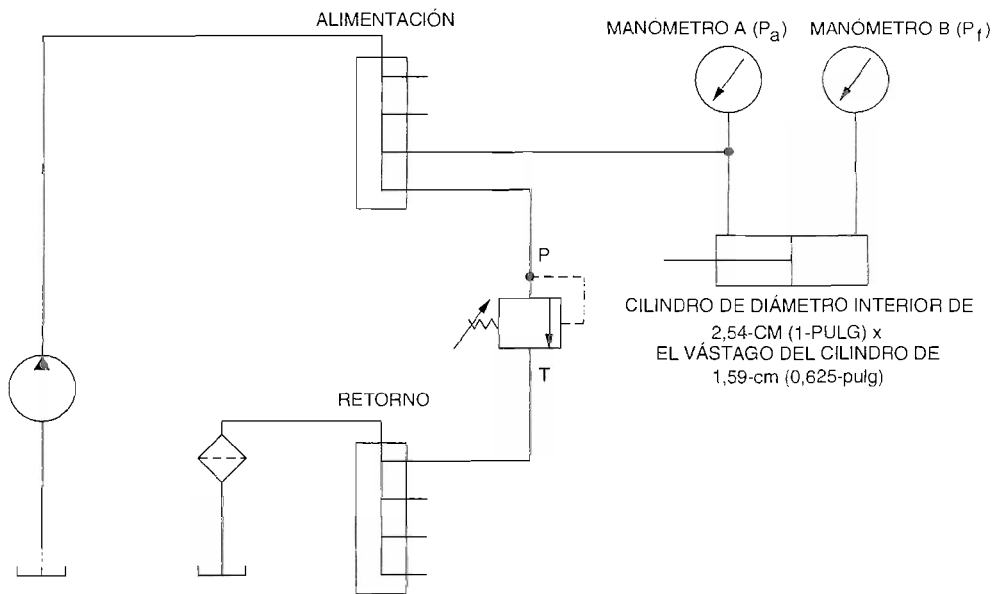 ALIMENTACIÓN
MANÓMETRO A (Pa)
MANÓMETRO B (Pf)
P
T
CILINDRO DE DIÁMETRO INTERIOR DE
2,54-CM (1-PULG) x
EL VÁSTAGO DEL CILINDRO DE
1,59-cm (0,625-pulg)
RETORNO